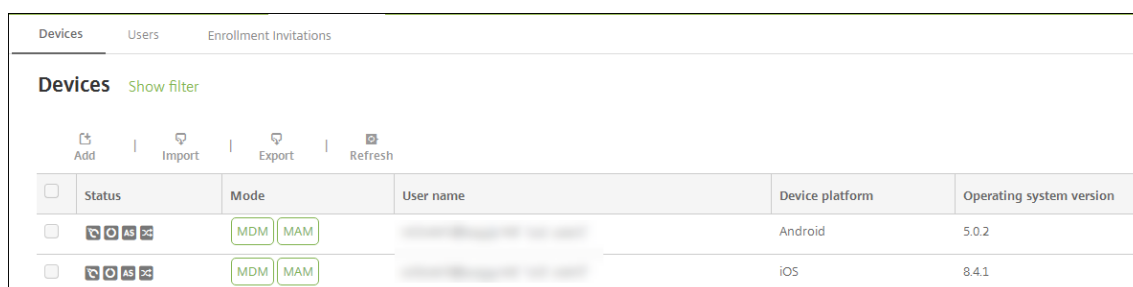 Devices Users Enrollment Invitations
Devices Show filter
Add | Import | Export | Refresh
Status Mode User name Device platform Operating system version
AS MDM MAM Android 5.0.2
AS MDM MAM iOS 8.4.1